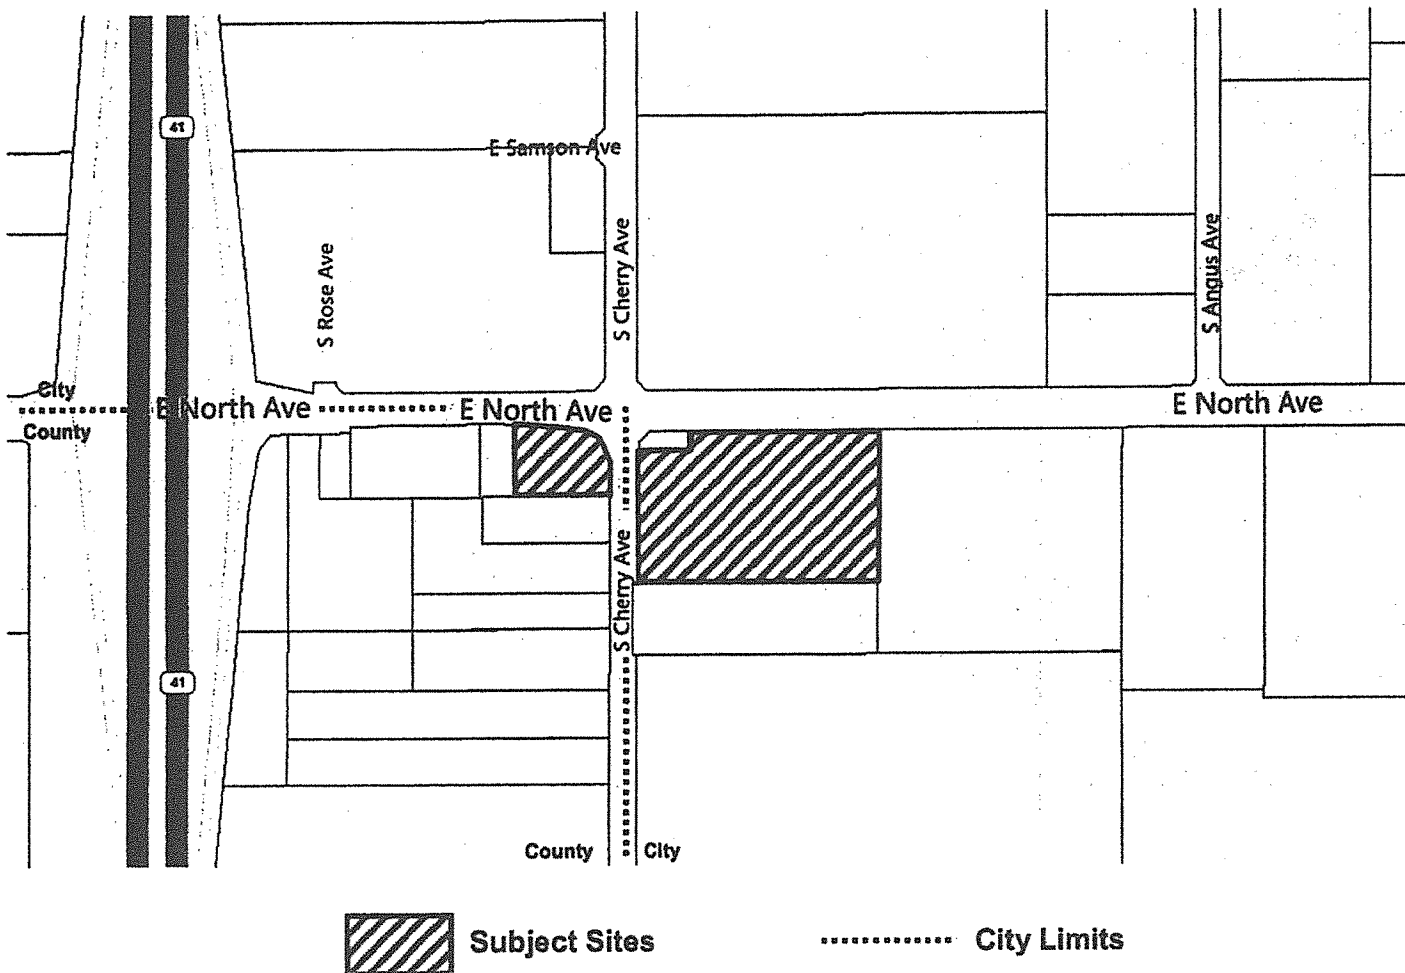 41
E Samson Ave
S Rose Ave
S Cherry Ave
S Angus Ave
City
County
E North Ave
E North Ave
E North Ave
S Cherry Ave
41
County
City
Subject Sites
City Limits